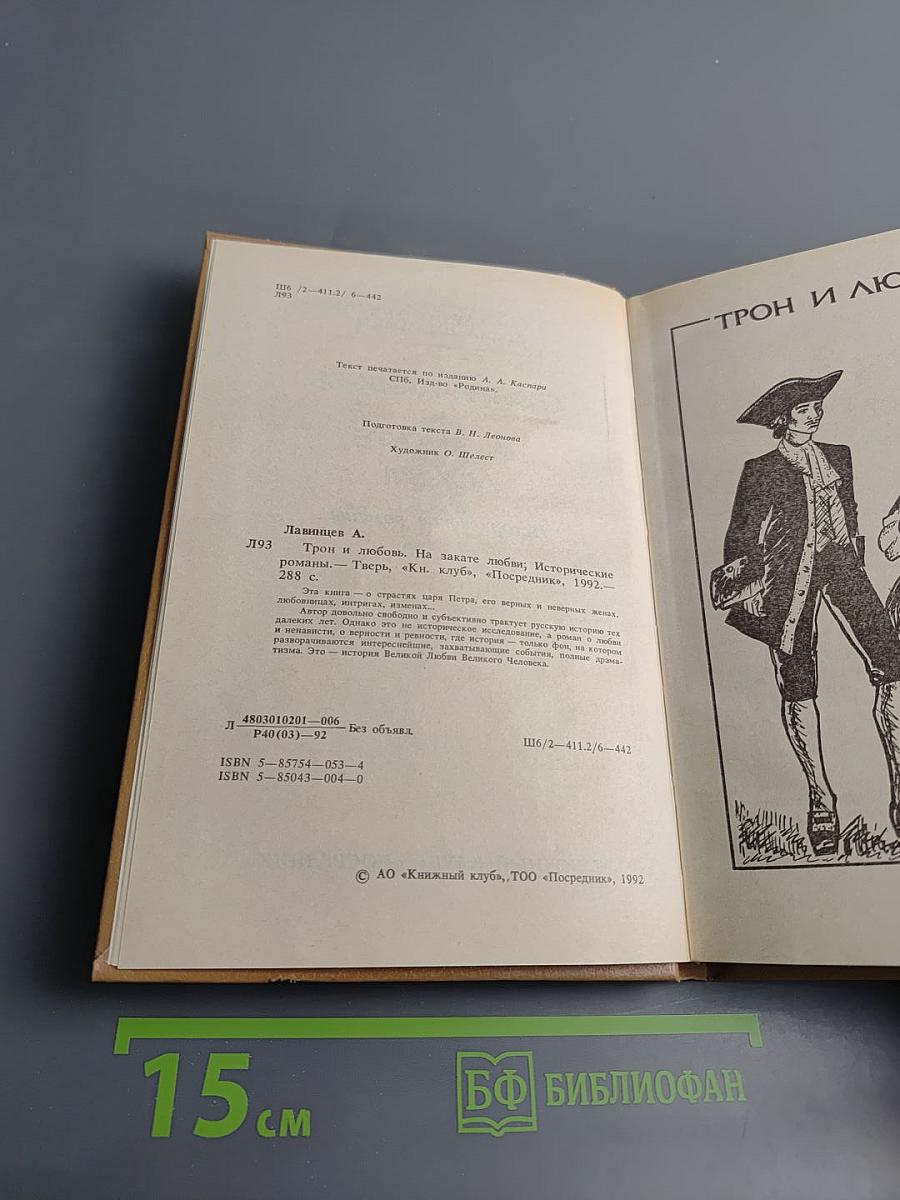 Ш6 /2—411.2/ 6—442
Л93
Текст печатается по изданию А. А. Каспари
СПб, Изд-во «Родина».
Подготовка текста В. Н. Леонова
Художник О. Шелест
Лавинцев А.
Л93 Трон и любовь. На закате любви; Исторические
романы.— Тверь, «Кн. клуб», «Посредник», 1992.—
288 с.
Эта книга — о страстях царя Петра, его верных и неверных женах,
любовницах, интригах, изменах...
Автор довольно свободно и субъективно трактует русскую историю тех
далеких лет. Однако это не историческое исследование, а роман о любви
и ненависти, о верности и ревности, где история — только фон, на котором
разворачиваются интереснейшие, захватывающие события, полные драма-
тизма. Это — история Великой Любви Великого Человека.
Л 4803010201—006 Без объявл.
Р40(03)—92
Ш6/2—411.2/6—442
ISBN 5—85754—053—4
ISBN 5—85043—004—0
© АО «Книжный клуб», ТОО «Посредник», 1992
ТРОН И ЛЮ
15 см
БФ БИБЛИОФАН